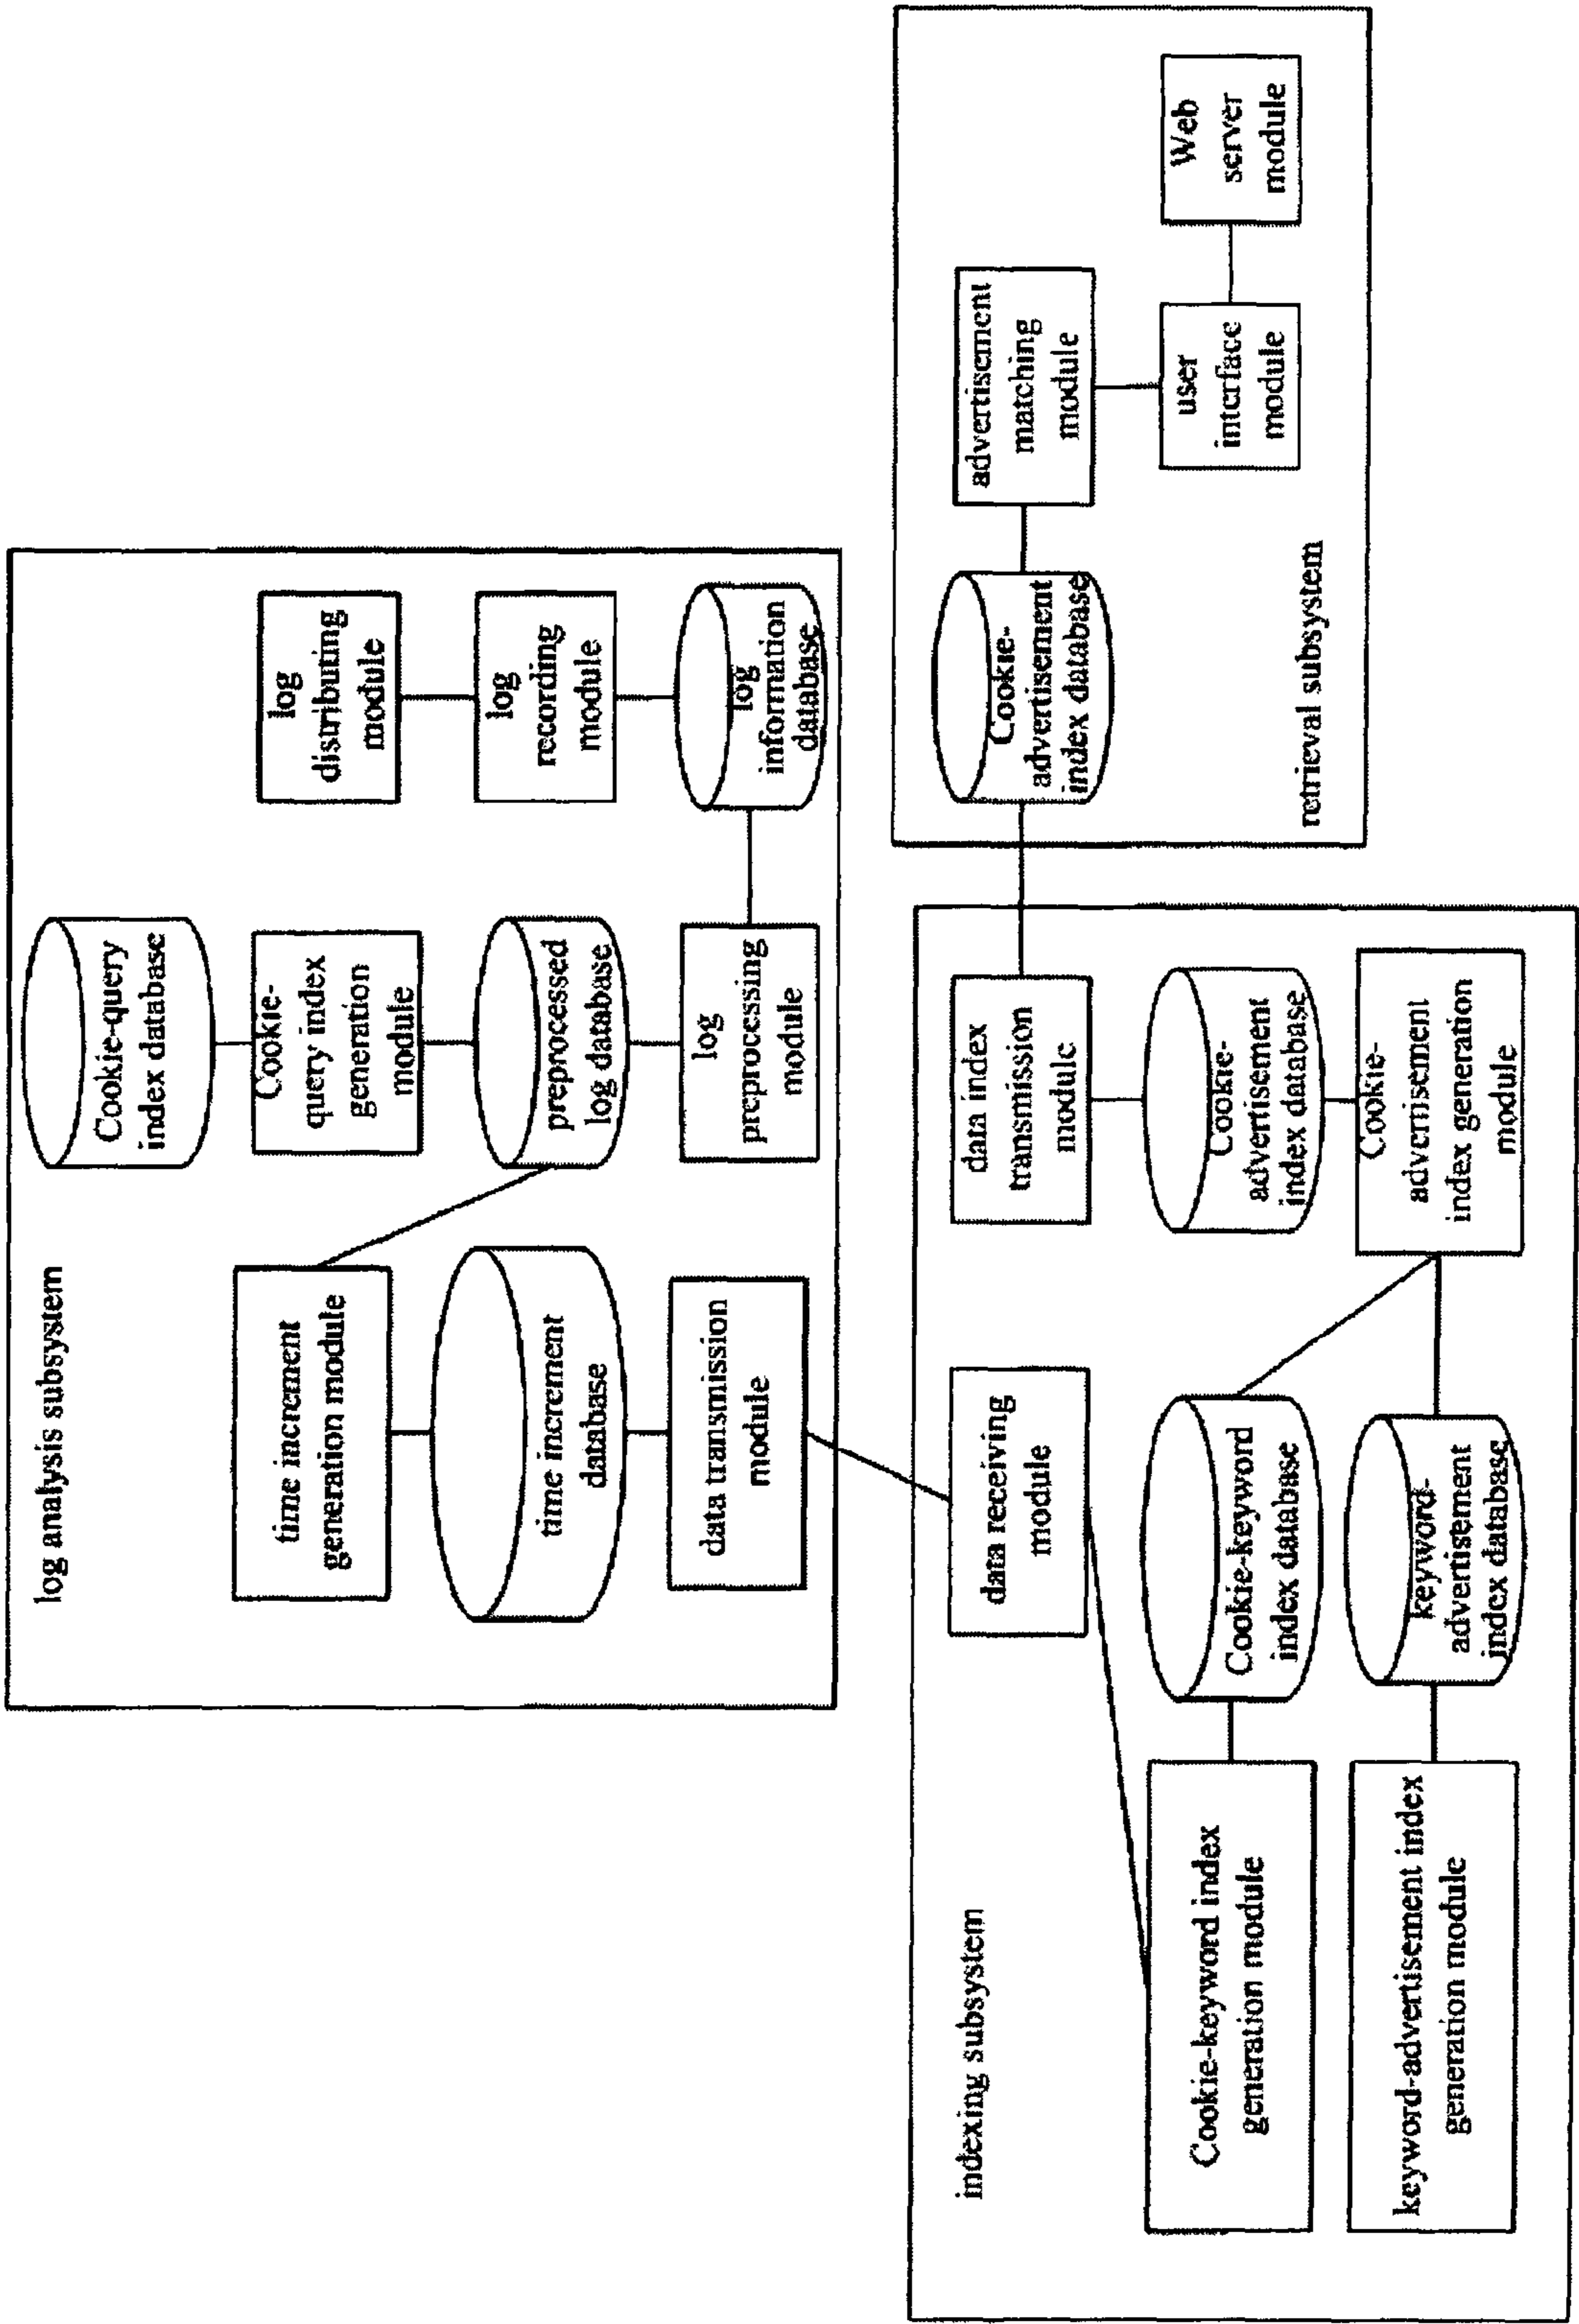 log analysis subsystem
time increment
generation module
time increment
database
data transmission
module
Cookie-query
index database
Cookie-
query index
generation
module
preprocessed
log database
log
preprocessing
module
log
distributing
module
log
recording
module
log
information
database
indexing subsystem
data receiving
module
Cookie-keyword index
generation module
Cookie-keyword
index database
keyword-advertisement index
generation module
keyword-
advertisement
index database
data index
transmission
module
Cookie-
advertisement
index database
Cookie-
advertisement
index generation
module
retrieval subsystem
Cookie-
advertisement
index database
advertisement
matching
module
user
interface
module
Web
server
module